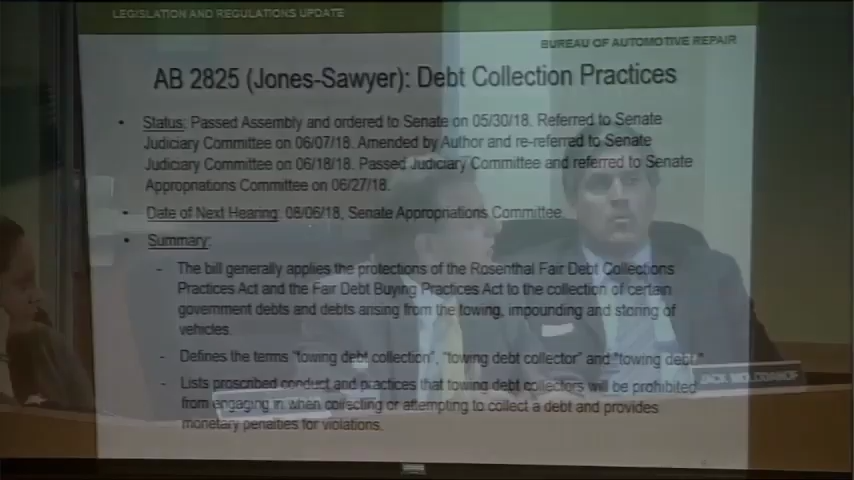 LEGISLATION AND REGULATIONS UPDATE
BUREAU OF AUTOMOTIVE REPAIR
AB 2825 (Jones-Sawyer): Debt Collection Practices
• Status: Passed Assembly and ordered to Senate on 05/30/18. Referred to Senate
Judiciary Committee on 06/07/18. Amended by Author and re-referred to Senate
Judiciary Committee on 06/18/18. Passed Judiciary Committee and referred to Senate
Appropriations Committee on 06/27/18.
• Date of Next Hearing: 08/06/18, Senate Appropriations Committee.
• Summary:
- The bill generally applies the protections of the Rosenthal Fair Debt Collections
Practices Act and the Fair Debt Buying Practices Act to the collection of certain
government debts and debts arising from the towing, impounding and storing of
vehicles.
- Defines the terms "towing debt collection", "towing debt collector" and "towing debt."
- Lists proscribed conduct and practices that towing debt collectors will be prohibited
from engaging in when collecting or attempting to collect a debt and provides
monetary penalties for violations.
JACK